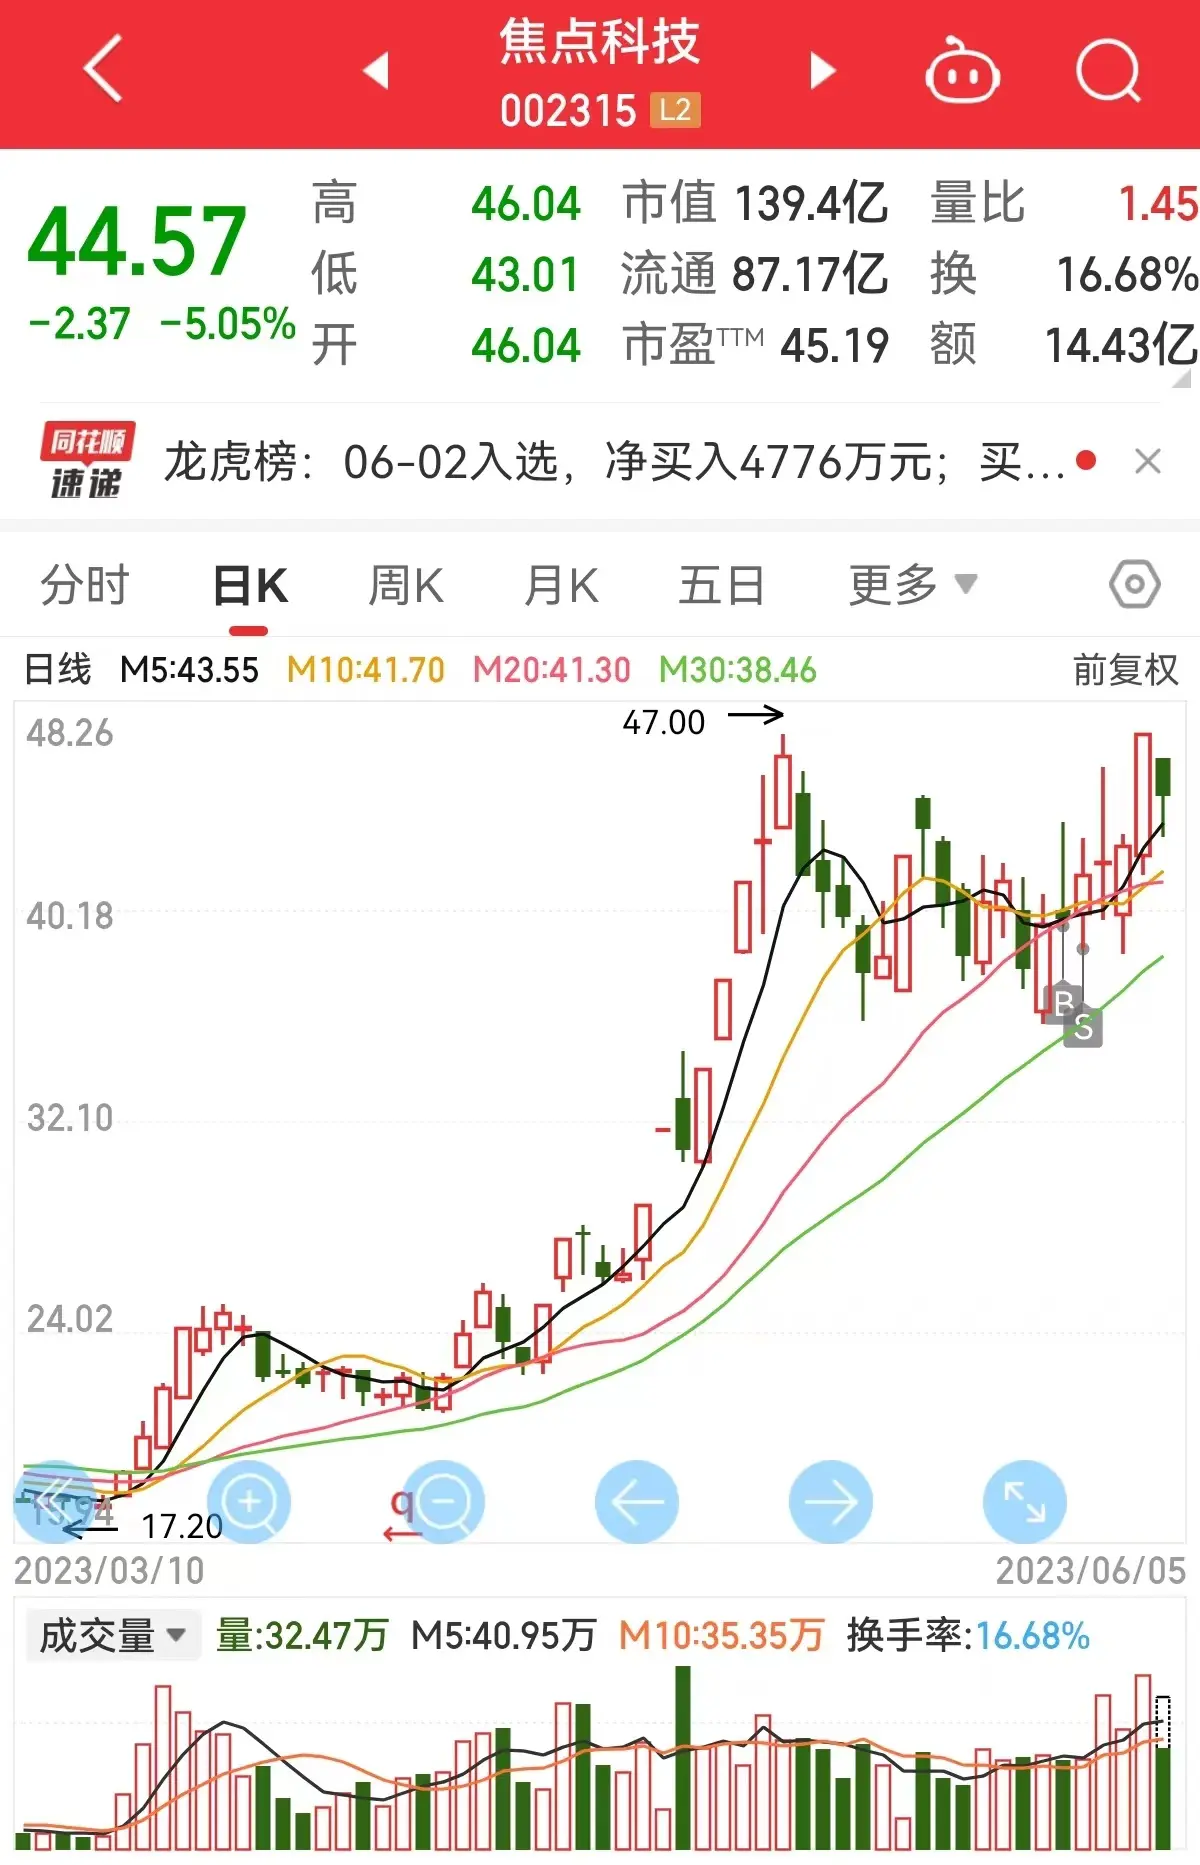 焦点科技
002315 L2
44.57
-2.37 -5.05%
高 46.04 市值 139.4亿 量比 1.45
低 43.01 流通 87.17亿 换 16.68%
开 46.04 市盈TTM 45.19 额 14.43亿
同花顺
速递
龙虎榜：06-02入选，净买入4776万元；买...
分时 日K 周K 月K 五日 更多
日线 M5:43.55 M10:41.70 M20:41.30 M30:38.46 前复权
48.26
47.00
40.18
B
S
32.10
24.02
q
17.20
2023/03/10 2023/06/05
成交量 量:32.47万 M5:40.95万 M10:35.35万 换手率:16.68%